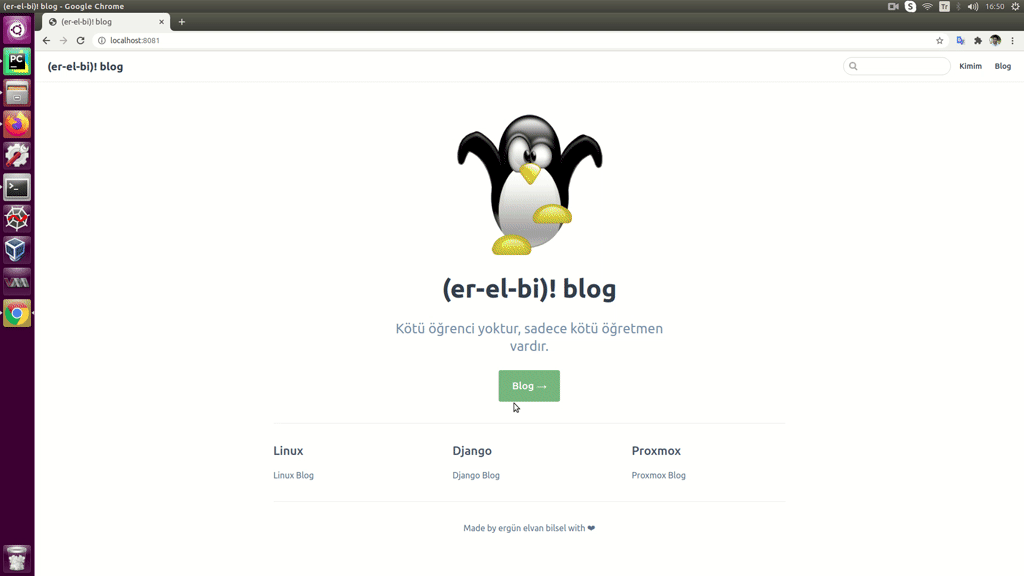 (er-el-bi)! blog - Google Chrome
Tr
16:50
(er-el-bi)! blog
localhost:8081
(er-el-bi)! blog
Kimim
Blog
(er-el-bi)! blog
Kötü öğrenci yoktur, sadece kötü öğretmen
vardır.
Blog →
Linux
Django
Proxmox
Linux Blog
Django Blog
Proxmox Blog
Made by ergün elvan bilsel with ❤
PC